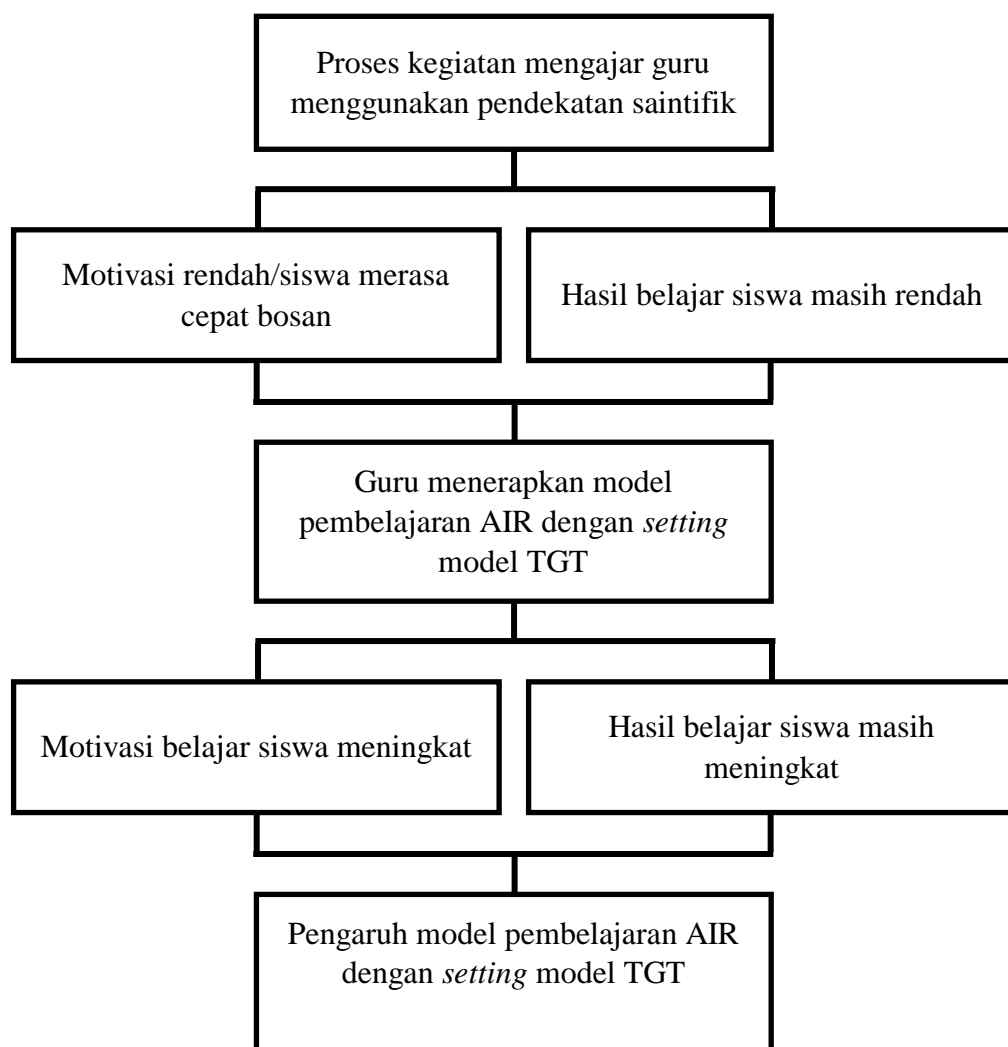 Proses kegiatan mengajar guru
menggunakan pendekatan saintifik
Motivasi rendah/siswa merasa
cepat bosan
Hasil belajar siswa masih rendah
Guru menerapkan model
pembelajaran AIR dengan setting
model TGT
Motivasi belajar siswa meningkat
Hasil belajar siswa masih
meningkat
Pengaruh model pembelajaran AIR
dengan setting model TGT